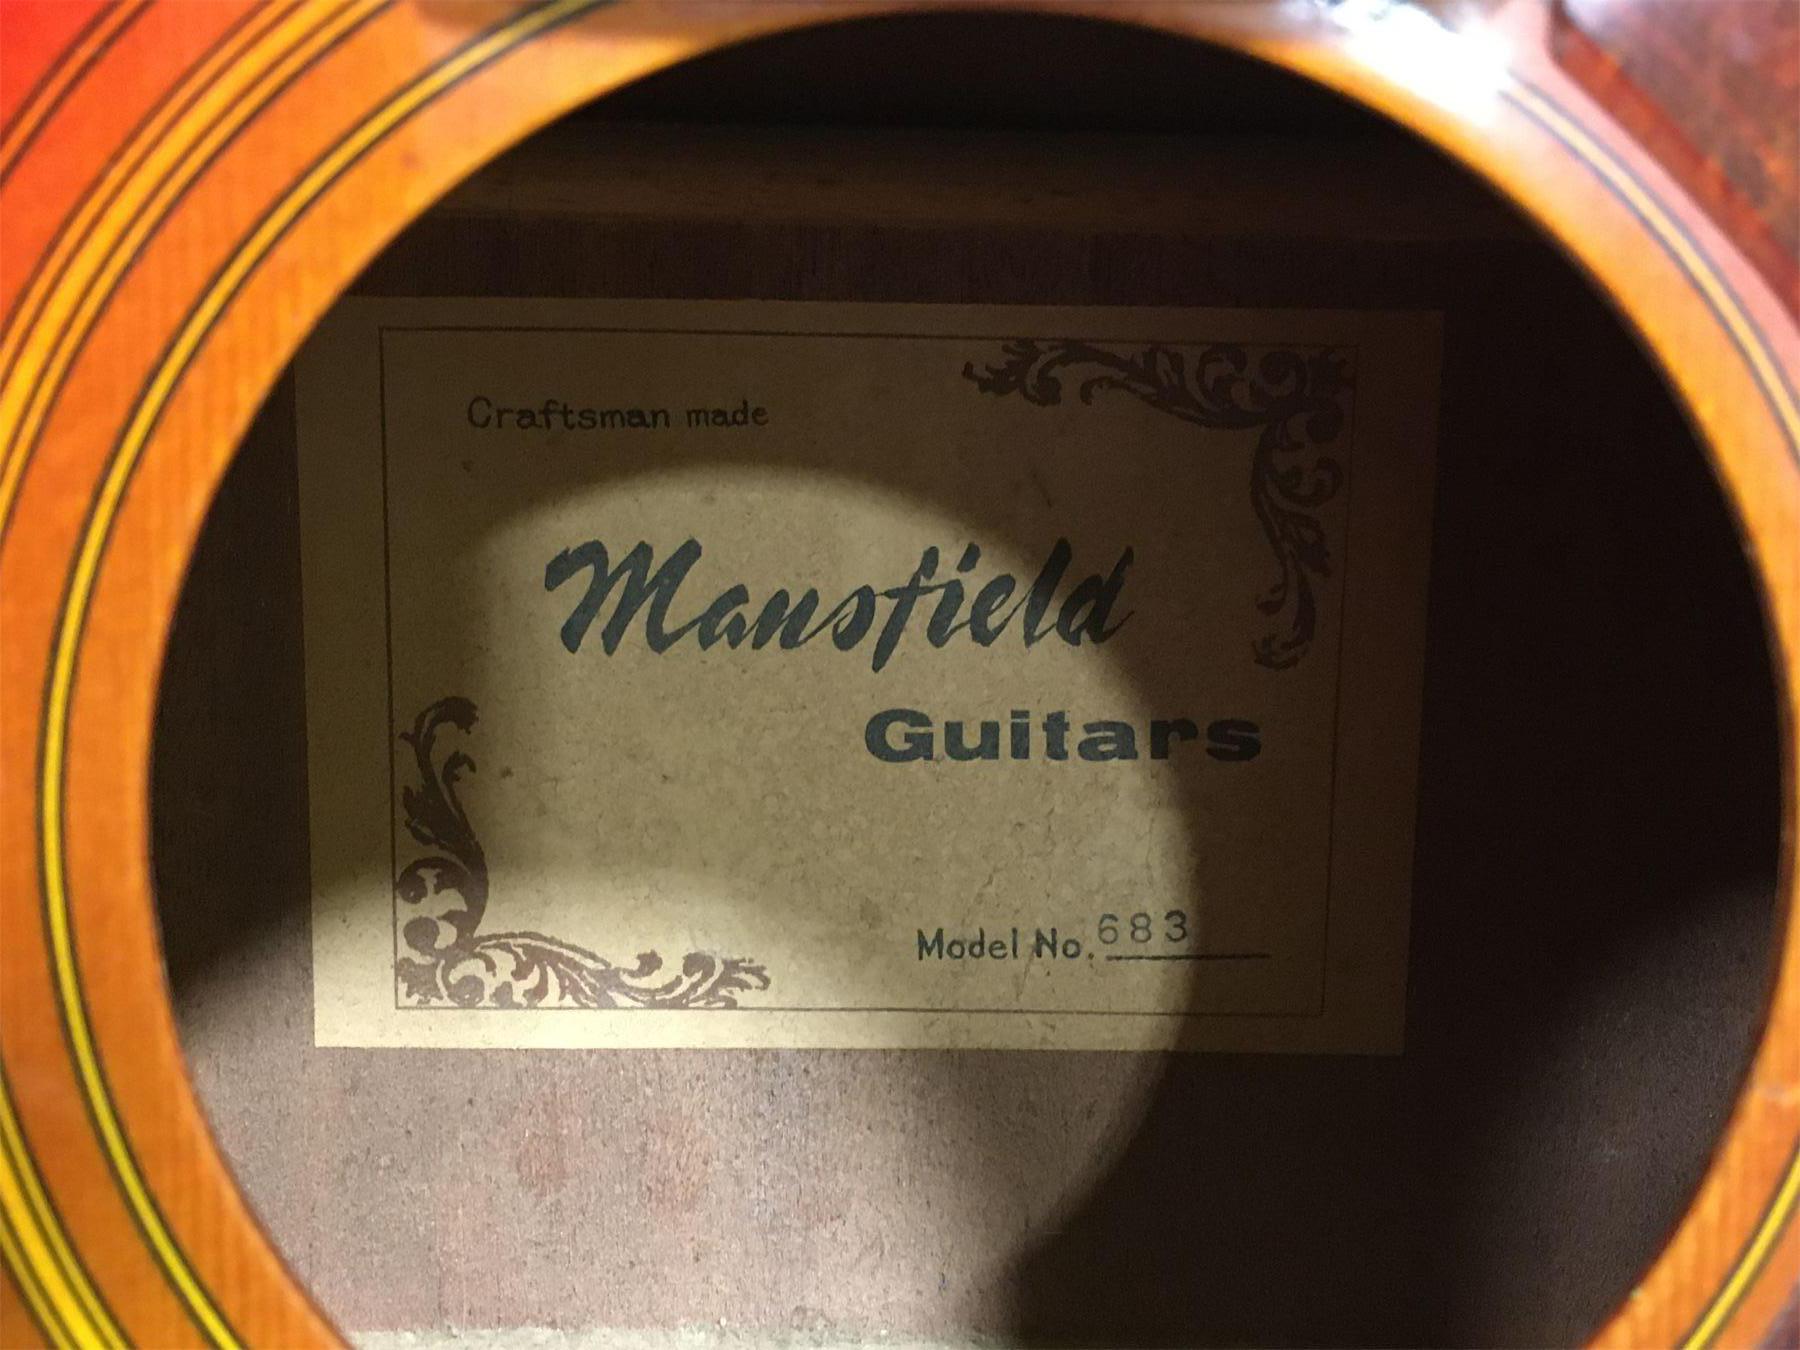 Craftsman made
Mansfield
Guitars
Model No. 683